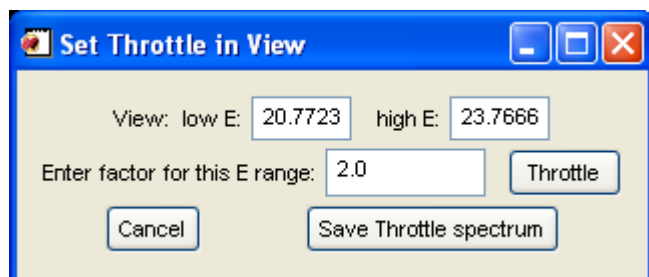 Set Throttle in View
View: low E: 20.7723 high E: 23.7666
Enter factor for this E range: 2.0 Throttle
Cancel Save Throttle spectrum